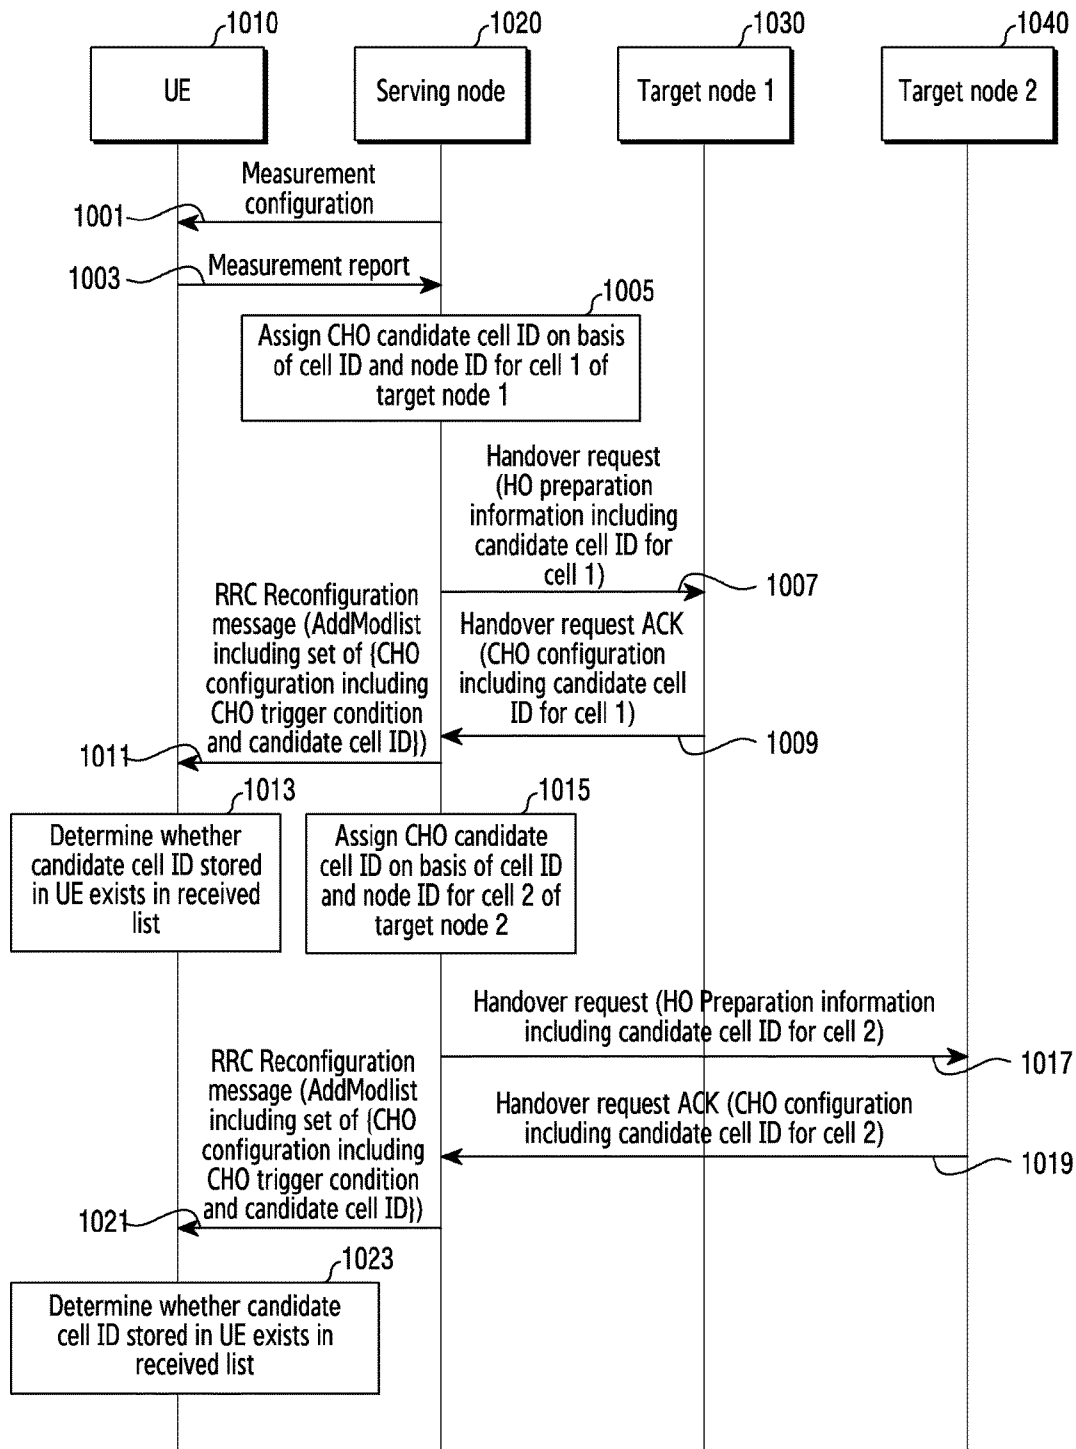 1010
1020
1030
1040
UE
Serving node
Target node 1
Target node 2
Measurement
configuration
1001
Measurement report
1003
1005
Assign CHO candidate cell ID on basis
of cell ID and node ID for cell 1 of
target node 1
Handover request
(HO preparation
information including
candidate cell ID for
cell 1)
1007
RRC Reconfiguration
message (AddModlist
including set of {CHO
configuration including
CHO trigger condition
and candidate cell ID})
1011
Handover request ACK
(CHO configuration
including candidate cell
ID for cell 1)
1009
1013
Determine whether
candidate cell ID stored
in UE exists in received
list
1015
Assign CHO candidate
cell ID on basis of cell ID
and node ID for cell 2 of
target node 2
Handover request (HO Preparation information
including candidate cell ID for cell 2)
1017
RRC Reconfiguration
message (AddModlist
including set of {CHO
configuration including
CHO trigger condition
and candidate cell ID})
1021
Handover request ACK (CHO configuration
including candidate cell ID for cell 2)
1019
1023
Determine whether candidate
cell ID stored in UE exists in
received list